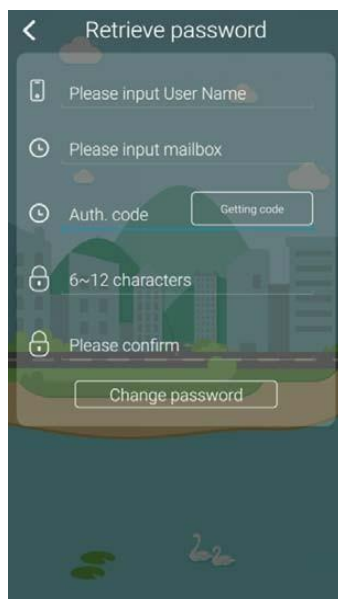 Retrieve password
Please input User Name
Please input mailbox
Auth. code Getting code
6~12 characters
Please confirm
Change password